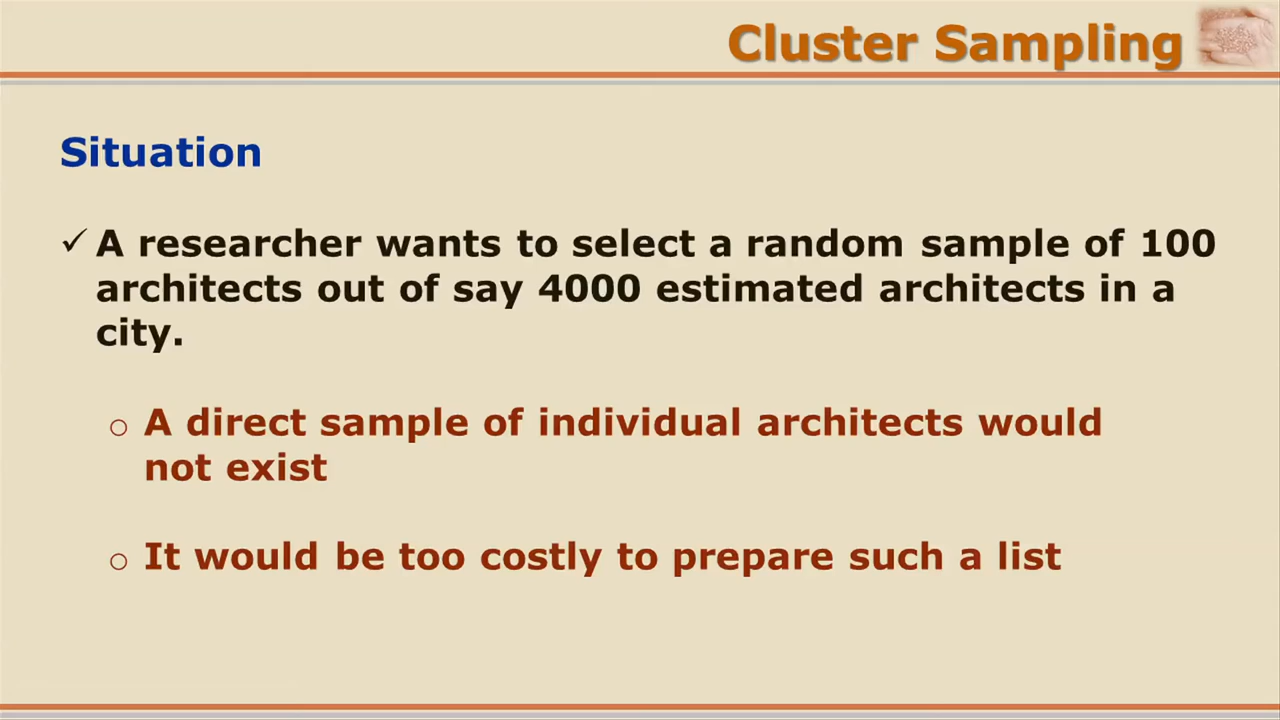 Cluster Sampling
Situation
✓ A researcher wants to select a random sample of 100
architects out of say 4000 estimated architects in a
city.
o A direct sample of individual architects would
not exist
o It would be too costly to prepare such a list